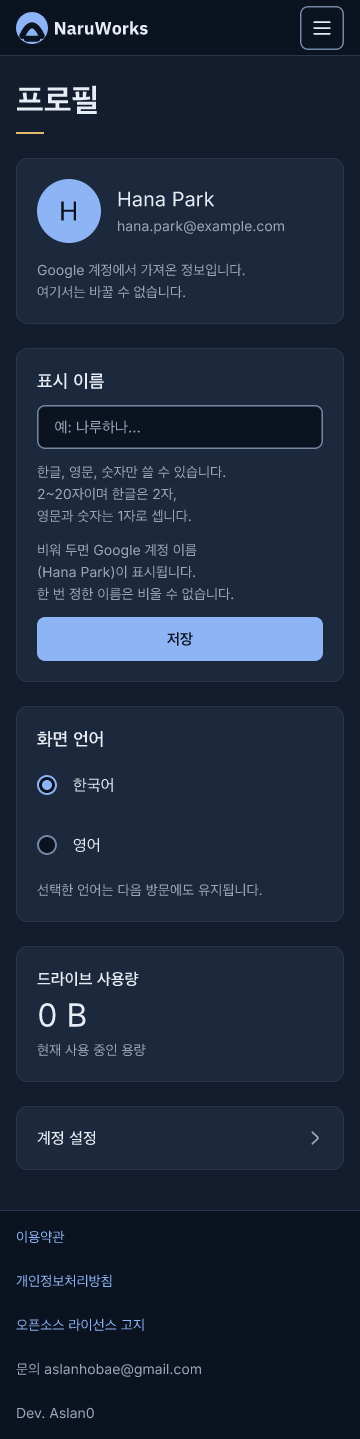 NaruWorks
프로필
H
Hana Park
hana.park@example.com
Google 계정에서 가져온 정보입니다.
여기서는 바꿀 수 없습니다.
표시 이름
예: 나루하나...
한글, 영문, 숫자만 쓸 수 있습니다.
2~20자이며 한글은 2자,
영문과 숫자는 1자로 셉니다.
비워 두면 Google 계정 이름
(Hana Park)이 표시됩니다.
한 번 정한 이름은 비울 수 없습니다.
저장
화면 언어
한국어
영어
선택한 언어는 다음 방문에도 유지됩니다.
드라이브 사용량
0 B
현재 사용 중인 용량
계정 설정
이용약관
개인정보처리방침
오픈소스 라이선스 고지
문의 aslanhobae@gmail.com
Dev. Aslan0